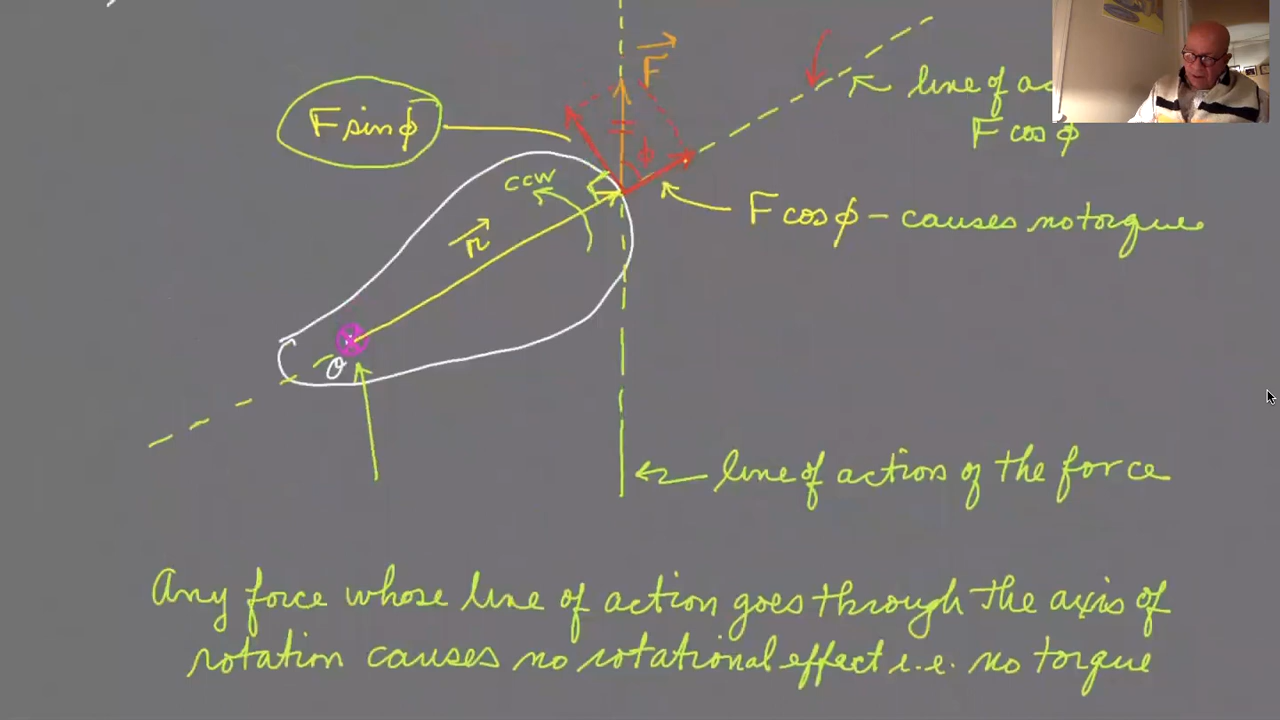 F
line of
F cos ϕ
F sin ϕ
ϕ
ccw
F cos ϕ – causes no torque
r
O
line of action of the force
Any force whose line of action goes through the axis of
rotation causes no rotational effect i.e. no torque